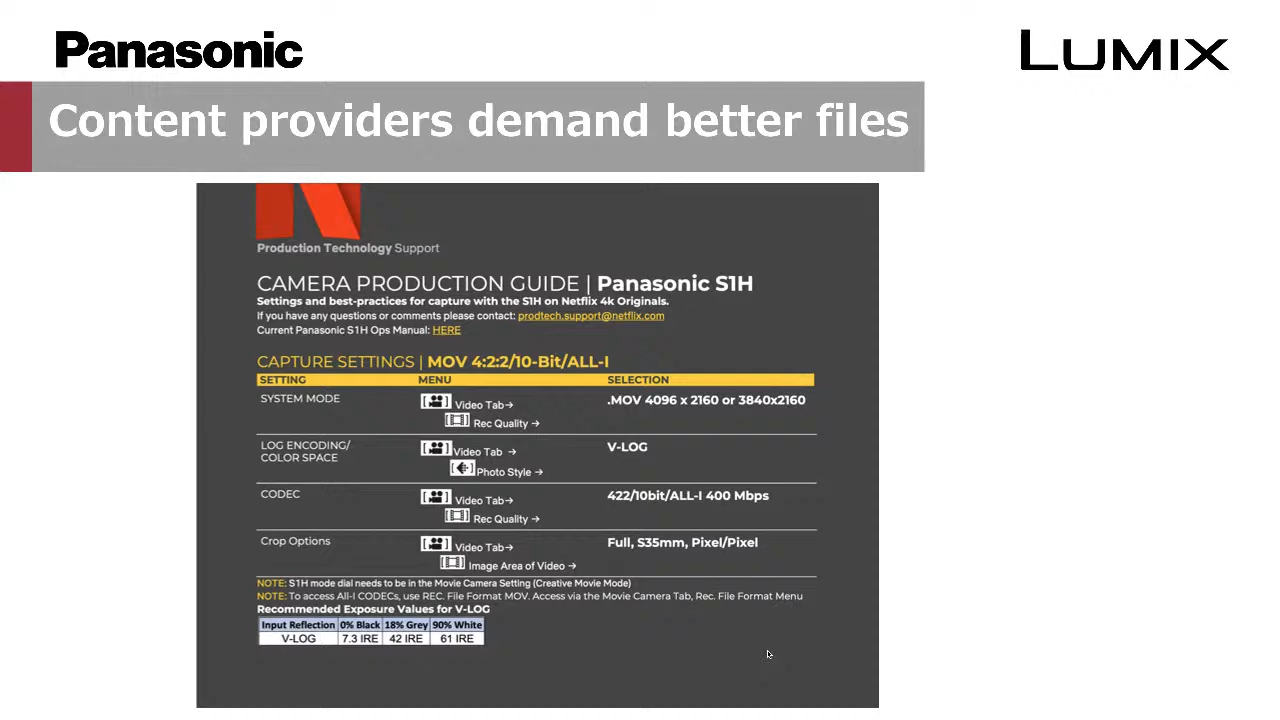 Panasonic
LUMIX
Content providers demand better files
Production Technology Support
CAMERA PRODUCTION GUIDE | Panasonic S1H
Settings and best-practices for capture with the S1H on Netflix 4k Originals.
If you have any questions or comments please contact: prodtech.support@netflix.com
Current Panasonic S1H Ops Manual: HERE
CAPTURE SETTINGS | MOV 4:2:2/10-Bit/ALL-I
SETTING MENU SELECTION
SYSTEM MODE Video Tab→ .MOV 4096 x 2160 or 3840x2160
Rec Quality →
LOG ENCODING/ Video Tab → V-LOG
COLOR SPACE Photo Style →
CODEC Video Tab→ 422/10bit/ALL-I 400 Mbps
Rec Quality →
Crop Options Video Tab→ Full, S35mm, Pixel/Pixel
Image Area of Video →
NOTE: S1H mode dial needs to be in the Movie Camera Setting (Creative Movie Mode)
NOTE: To access All-I CODECs, use REC. File Format MOV. Access via the Movie Camera Tab, Rec. File Format Menu
Recommended Exposure Values for V-LOG
Input Reflection 0% Black 18% Grey 90% White
V-LOG 7.3 IRE 42 IRE 61 IRE